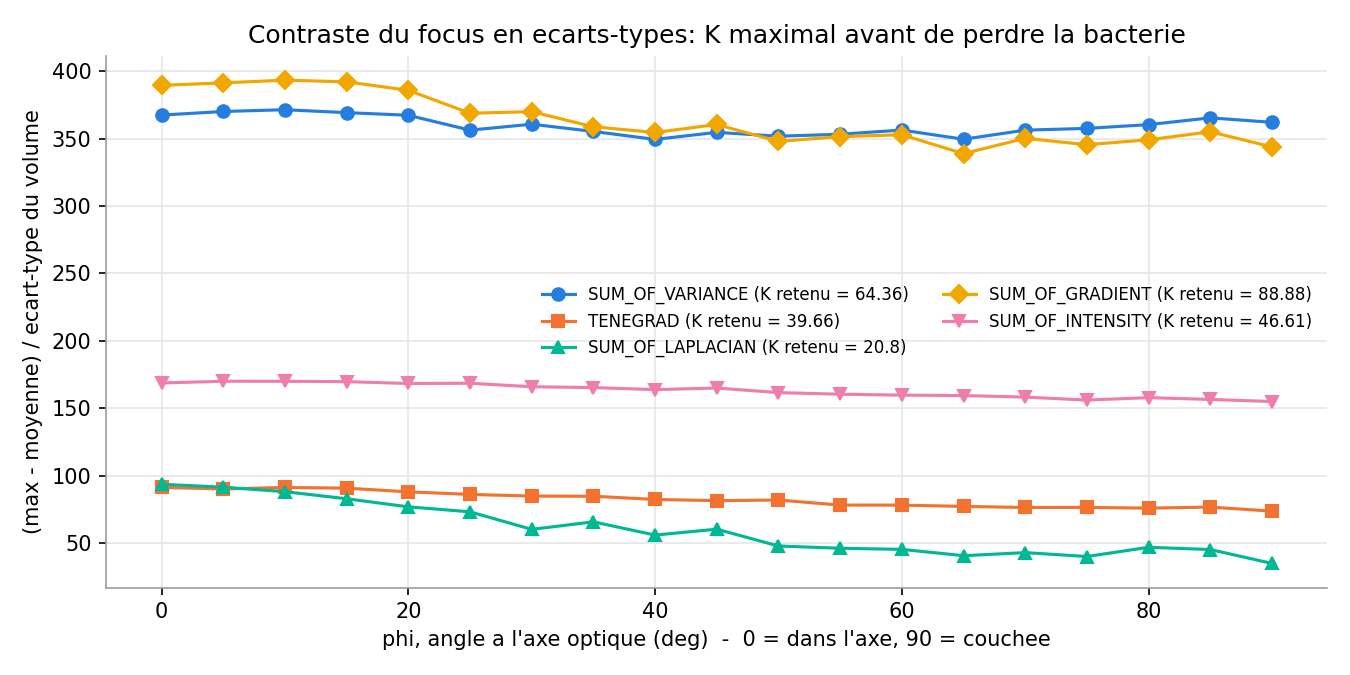 Contraste du focus en ecarts-types: K maximal avant de perdre la bacterie
(max - moyenne) / ecart-type du volume
400
350
300
250
200
150
100
50
SUM_OF_VARIANCE (K retenu = 64.36)
TENEGRAD (K retenu = 39.66)
SUM_OF_LAPLACIAN (K retenu = 20.8)
SUM_OF_GRADIENT (K retenu = 88.88)
SUM_OF_INTENSITY (K retenu = 46.61)
0 20 40 60 80
phi, angle a l'axe optique (deg) - 0 = dans l'axe, 90 = couchee